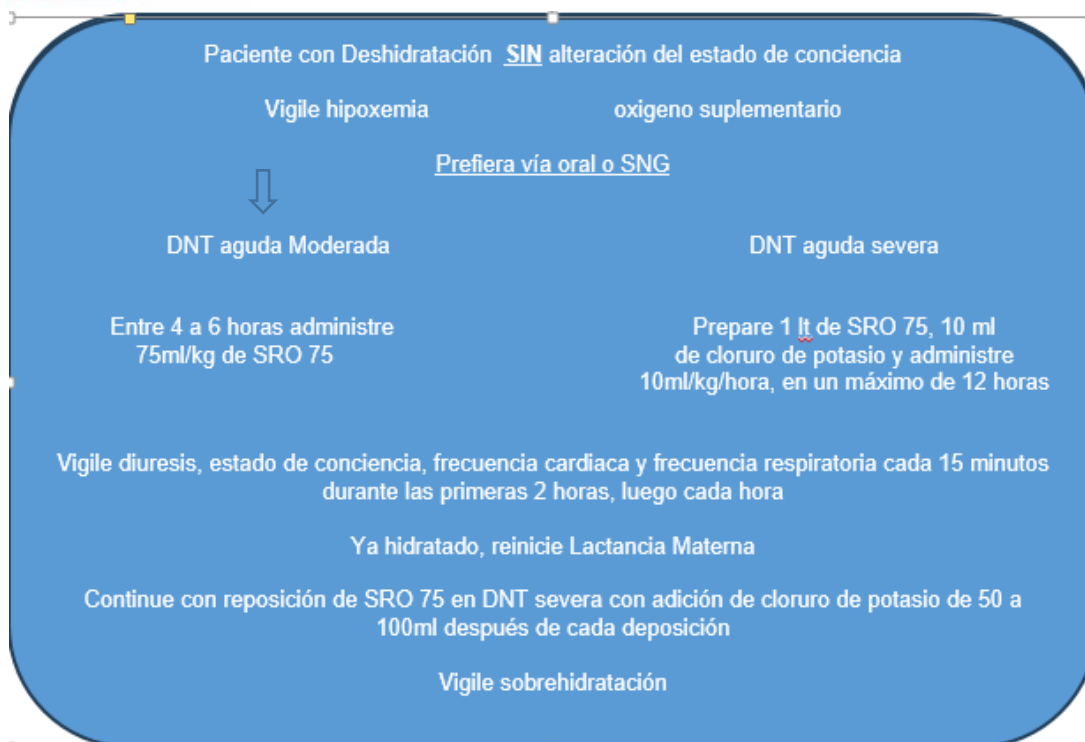 Paciente con Deshidratación SIN alteración del estado de conciencia
Vigile hipoxemia oxigeno suplementario
Prefiera vía oral o SNG
DNT aguda Moderada
DNT aguda severa
Entre 4 a 6 horas administre
75ml/kg de SRO 75
Prepare 1 lt de SRO 75, 10 ml
de cloruro de potasio y administre
10ml/kg/hora, en un máximo de 12 horas
Vigile diuresis, estado de conciencia, frecuencia cardiaca y frecuencia respiratoria cada 15 minutos
durante las primeras 2 horas, luego cada hora
Ya hidratado, reinicie Lactancia Materna
Continue con reposición de SRO 75 en DNT severa con adición de cloruro de potasio de 50 a
100ml después de cada deposición
Vigile sobrehidratación